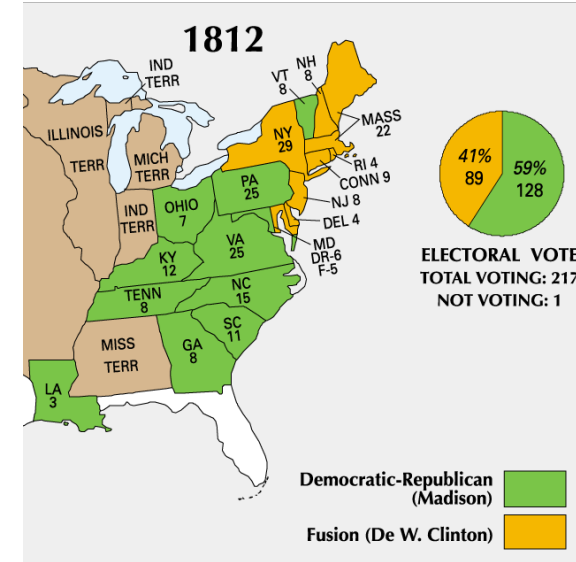 1812
IND
TERR
VT
8
NH
8
MASS
22
ILLINOIS
TERR
MICH
TERR
NY
29
RI 4
CONN 9
NJ 8
DEL 4
MD
DR-6
F-5
IND
TERR
OHIO
7
PA
25
KY
12
VA
25
TENN
8
NC
15
SC
11
MISS
TERR
GA
8
LA
3
41%
89
59%
128
ELECTORAL VOTE
TOTAL VOTING: 217
NOT VOTING: 1
Democratic-Republican
(Madison)
Fusion (De W. Clinton)